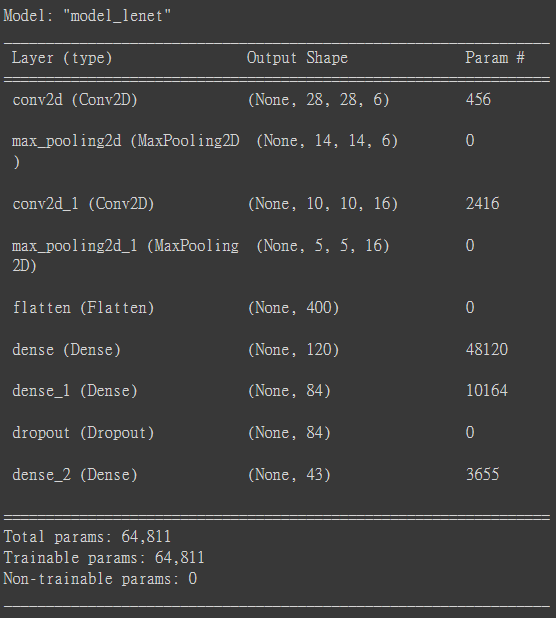 Model: "model_lenet"
_________________________________________________________________
Layer (type) Output Shape Param #
=================================================================
conv2d (Conv2D) (None, 28, 28, 6) 456
max_pooling2d (MaxPooling2D (None, 14, 14, 6) 0
)
conv2d_1 (Conv2D) (None, 10, 10, 16) 2416
max_pooling2d_1 (MaxPooling (None, 5, 5, 16) 0
2D)
flatten (Flatten) (None, 400) 0
dense (Dense) (None, 120) 48120
dense_1 (Dense) (None, 84) 10164
dropout (Dropout) (None, 84) 0
dense_2 (Dense) (None, 43) 3655
=================================================================
Total params: 64,811
Trainable params: 64,811
Non-trainable params: 0
_________________________________________________________________